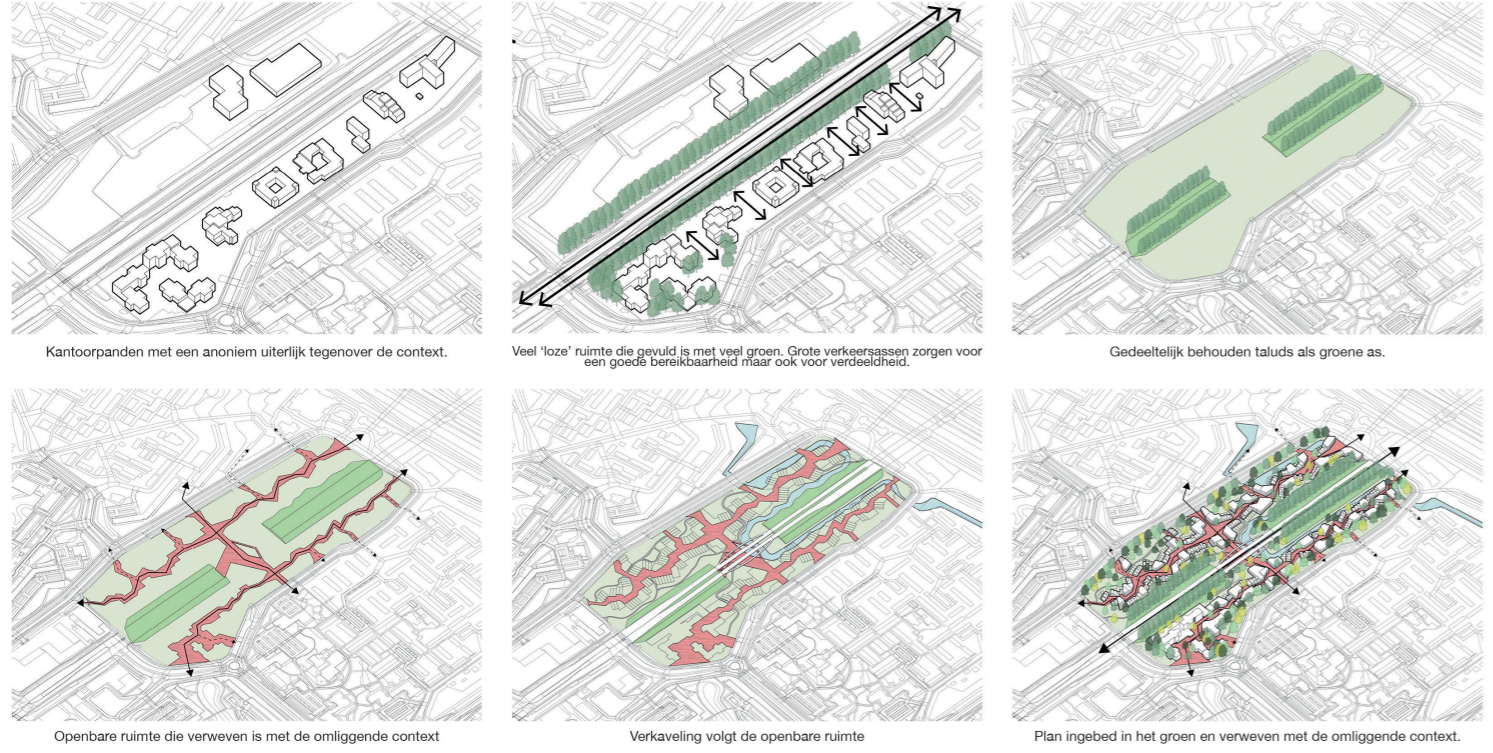 Kantoorpanden met een anoniem uiterlijk tegenover de context.
Veel ‘loze’ ruimte die gevuld is met veel groen. Grote verkeersassen zorgen voor
een goede bereikbaarheid maar ook voor verdeeldheid.
Gedeeltelijk behouden taluds als groene as.
Openbare ruimte die verweven is met de omliggende context
Verkaveling volgt de openbare ruimte
Plan ingebed in het groen en verweven met de omliggende context.